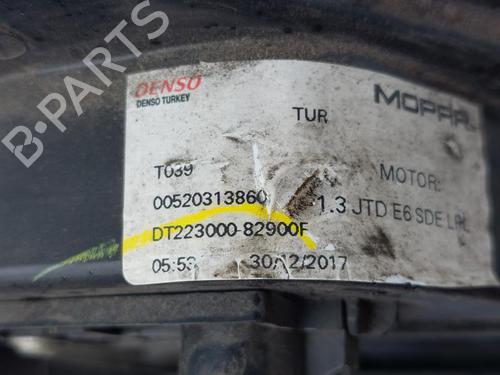 DENSO
DENSO TURKEY
TUR
MOPAR
T039
MOTOR:
00520313860
1.3 JTD E6 SDE LRL
DT223000-82900F
05:53 30/12/2017
B-PARTS